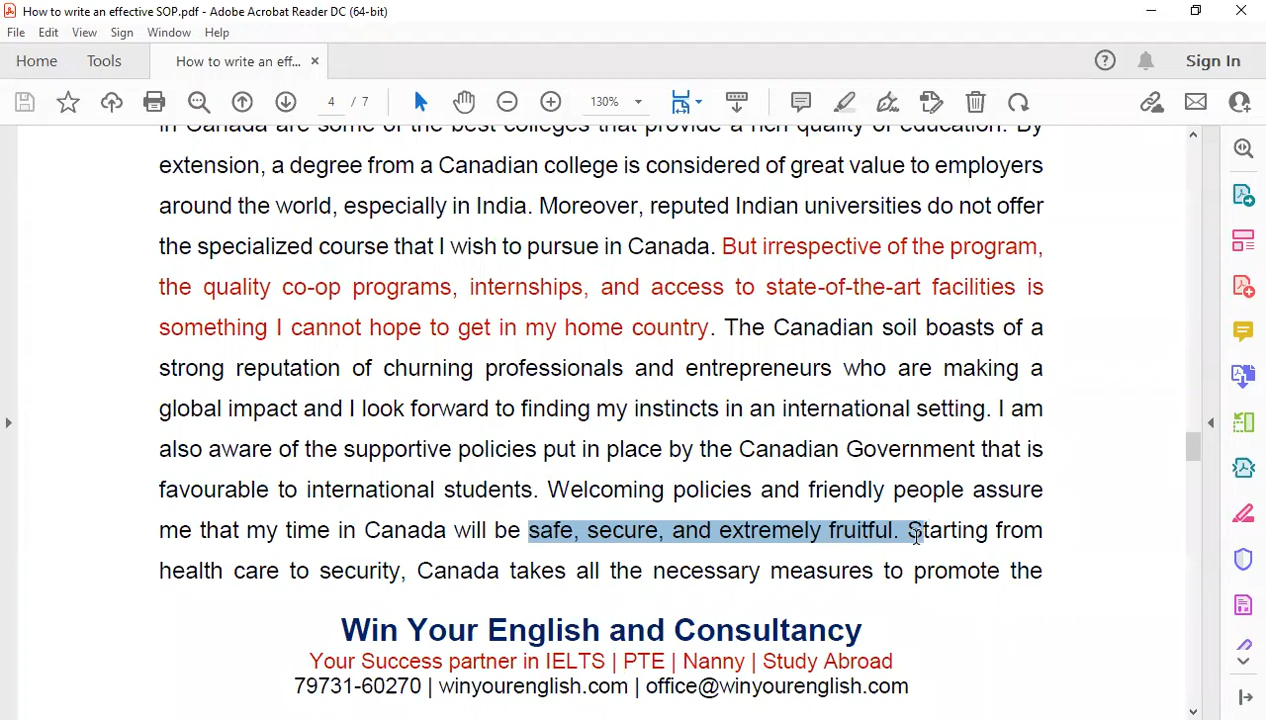 How to write an effective SOP.pdf - Adobe Acrobat Reader DC (64-bit)
File Edit View Sign Window Help
Home Tools How to write an eff... × Sign In
4 / 7 130%
in Canada are some of the best colleges that provide a rich quality of education. By
extension, a degree from a Canadian college is considered of great value to employers
around the world, especially in India. Moreover, reputed Indian universities do not offer
the specialized course that I wish to pursue in Canada. But irrespective of the program,
the quality co-op programs, internships, and access to state-of-the-art facilities is
something I cannot hope to get in my home country. The Canadian soil boasts of a
strong reputation of churning professionals and entrepreneurs who are making a
global impact and I look forward to finding my instincts in an international setting. I am
also aware of the supportive policies put in place by the Canadian Government that is
favourable to international students. Welcoming policies and friendly people assure
me that my time in Canada will be safe, secure, and extremely fruitful. Starting from
health care to security, Canada takes all the necessary measures to promote the
Win Your English and Consultancy
Your Success partner in IELTS | PTE | Nanny | Study Abroad
79731-60270 | winyourenglish.com | office@winyourenglish.com